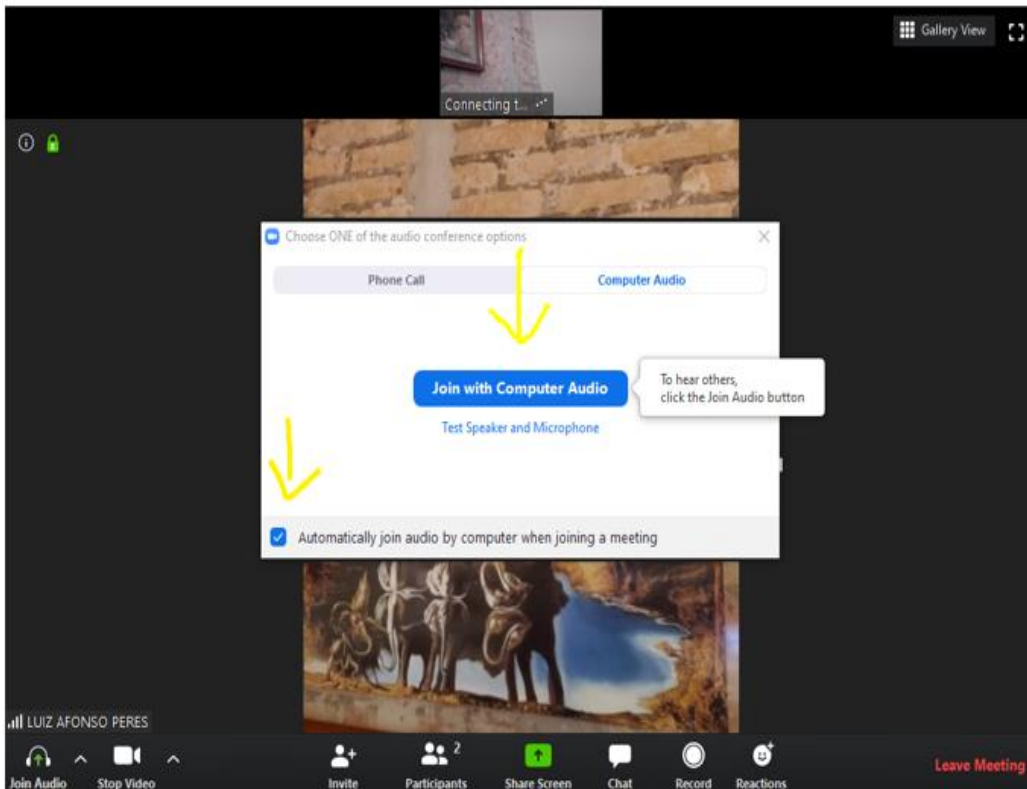 Gallery View
Connecting t...
Choose ONE of the audio conference options
Phone Call
Computer Audio
Join with Computer Audio
To hear others,
click the Join Audio button
Test Speaker and Microphone
Automatically join audio by computer when joining a meeting
LUIZ AFONSO PERES
Join Audio
Stop Video
Invite
Participants
2
Share Screen
Chat
Record
Reactions
Leave Meeting